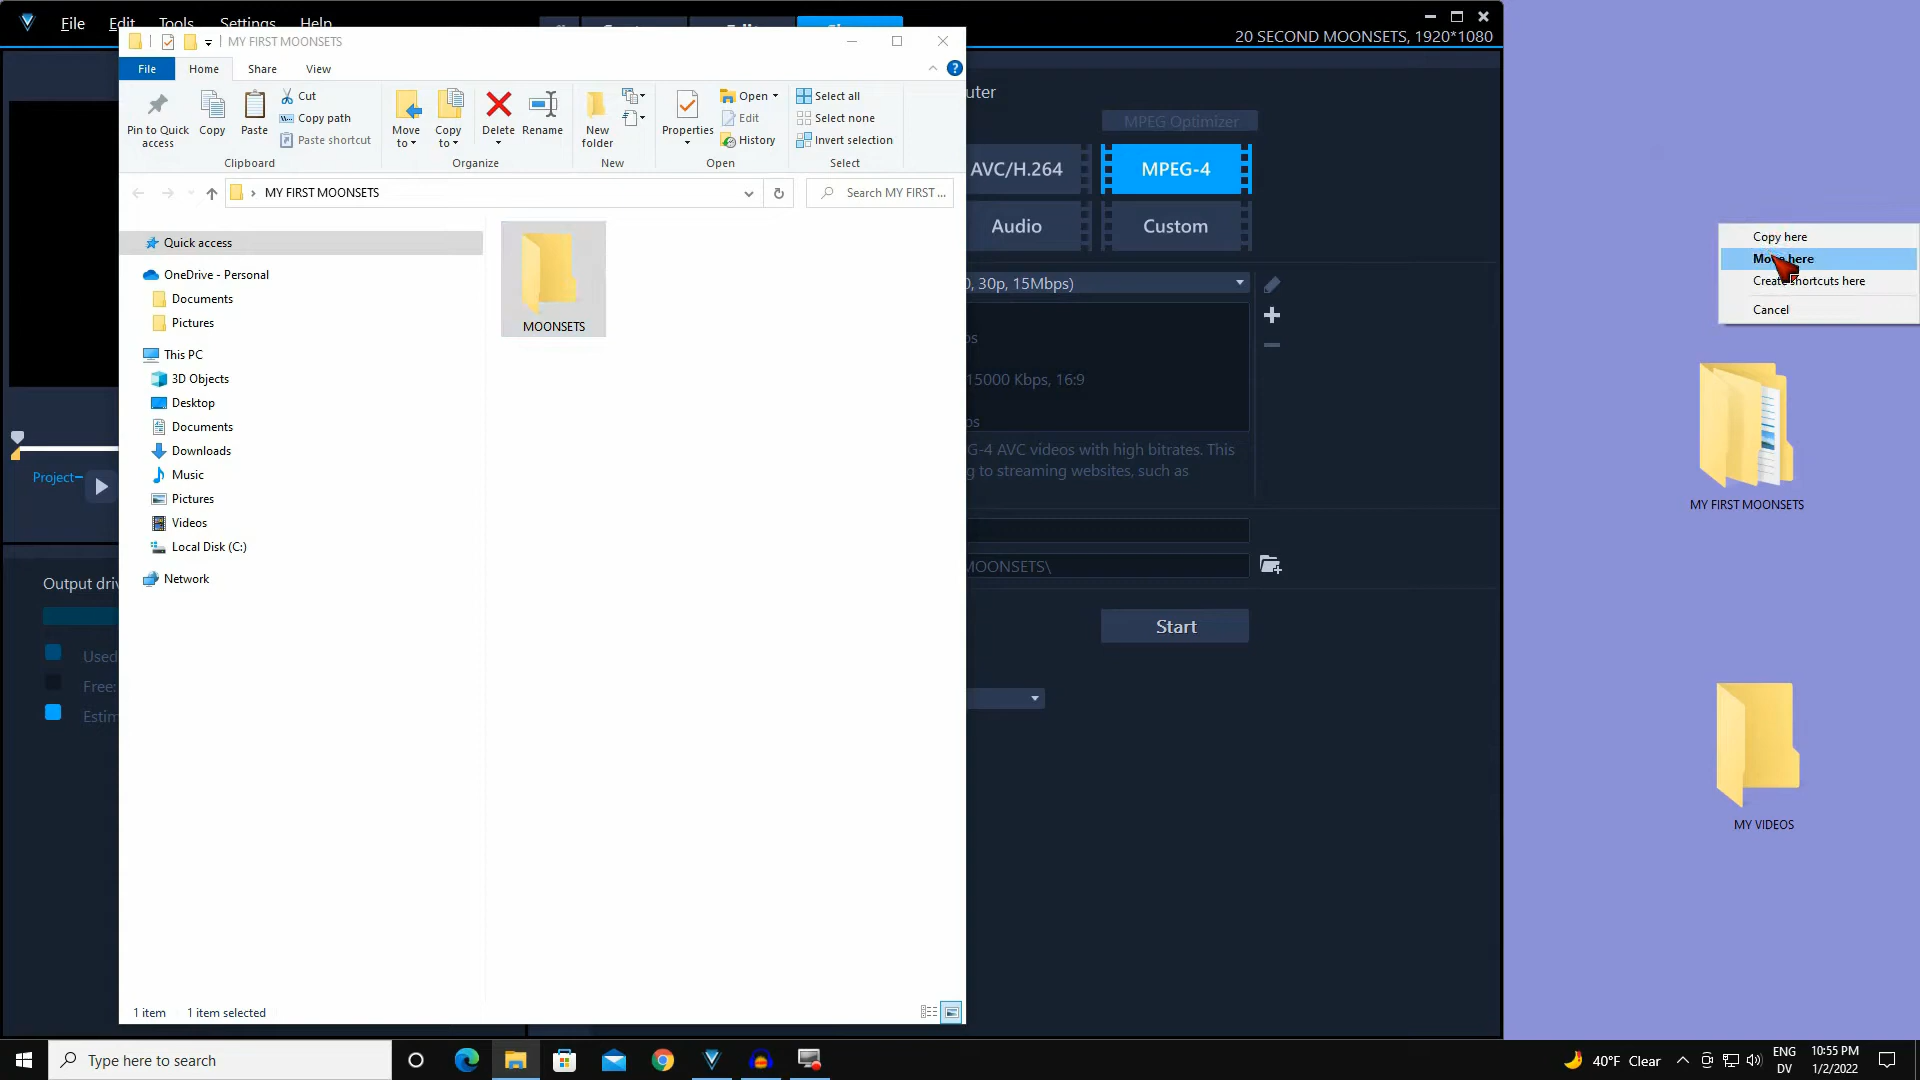 File Edit Tools Settings Help
20 SECOND MOONSETS, 1920*1080
MY FIRST MOONSETS
File Home Share View
Pin to Quick access
Copy
Paste
Cut
Copy path
Paste shortcut
Clipboard
Move to
Copy to
Delete
Rename
Organize
New folder
New
Properties
Open
Edit
History
Open
Select all
Select none
Invert selection
Select
MY FIRST MOONSETS
Search MY FIRST ...
Quick access
OneDrive - Personal
Documents
Pictures
This PC
3D Objects
Desktop
Documents
Downloads
Music
Pictures
Videos
Local Disk (C:)
Network
MOONSETS
1 item 1 item selected
MPEG Optimizer
AVC/H.264
MPEG-4
Audio
Custom
30p, 15Mbps)
15000 Kbps, 16:9
G-4 AVC videos with high bitrates. This
g to streaming websites, such as
MOONSETS\
Start
Project
Output driv
Used
Free:
Estim
Copy here
Move here
Create shortcuts here
Cancel
MY FIRST MOONSETS
MY VIDEOS
Type here to search
40°F Clear
ENG
DV
10:55 PM
1/2/2022